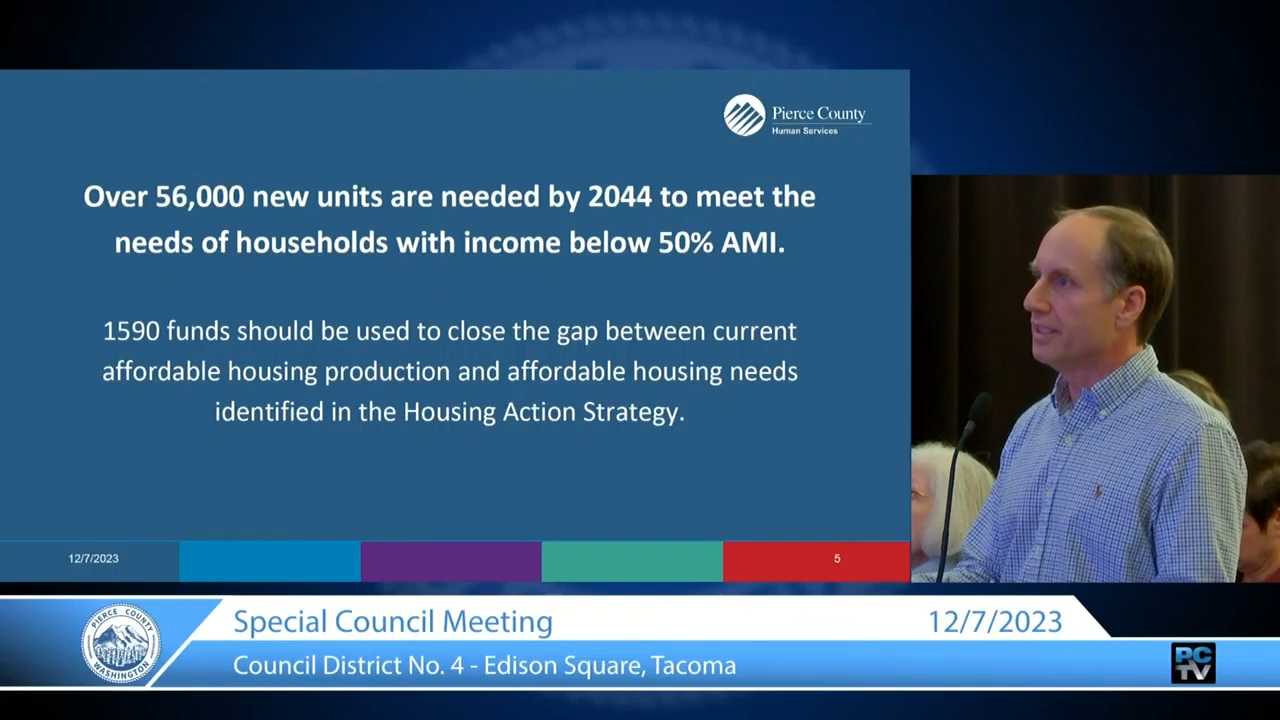 Pierce County
Human Services
Over 56,000 new units are needed by 2044 to meet the
needs of households with income below 50% AMI.
1590 funds should be used to close the gap between current
affordable housing production and affordable housing needs
identified in the Housing Action Strategy.
12/7/2023
5
PIERCE COUNTY
WASHINGTON
Special Council Meeting
12/7/2023
Council District No. 4 - Edison Square, Tacoma
PC
TV